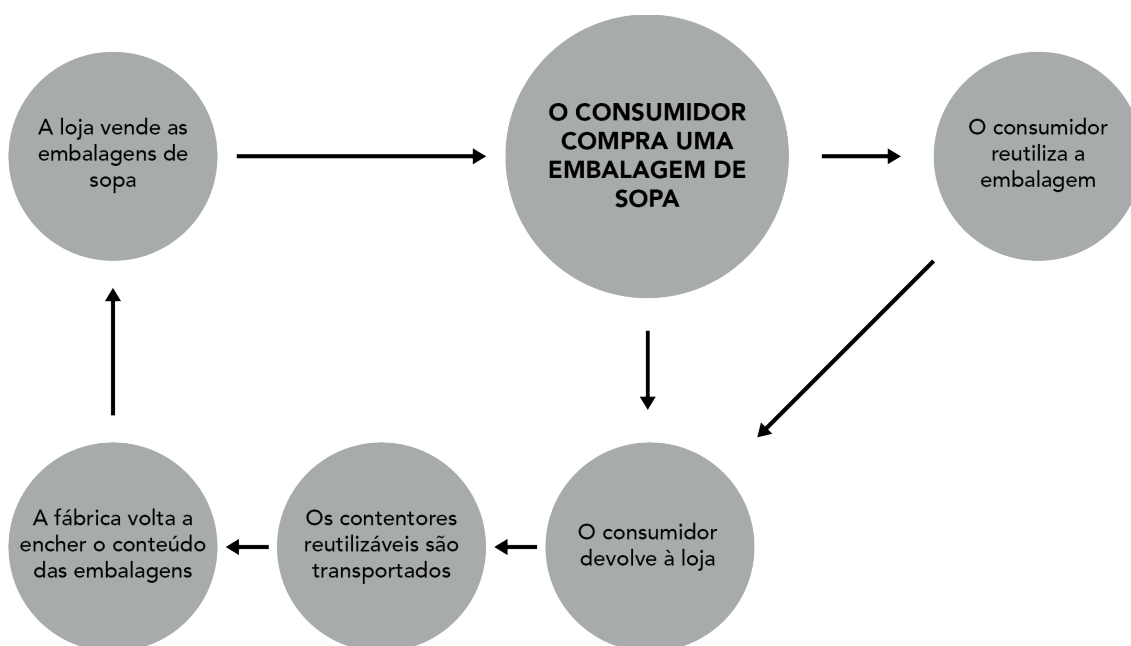 A loja vende as
embalagens de
sopa
O CONSUMIDOR
COMPRA UMA
EMBALAGEM DE
SOPA
O consumidor
reutiliza a
embalagem
A fábrica volta a
encher o conteúdo
das embalagens
Os contentores
reutilizáveis são
transportados
O consumidor
devolve à loja